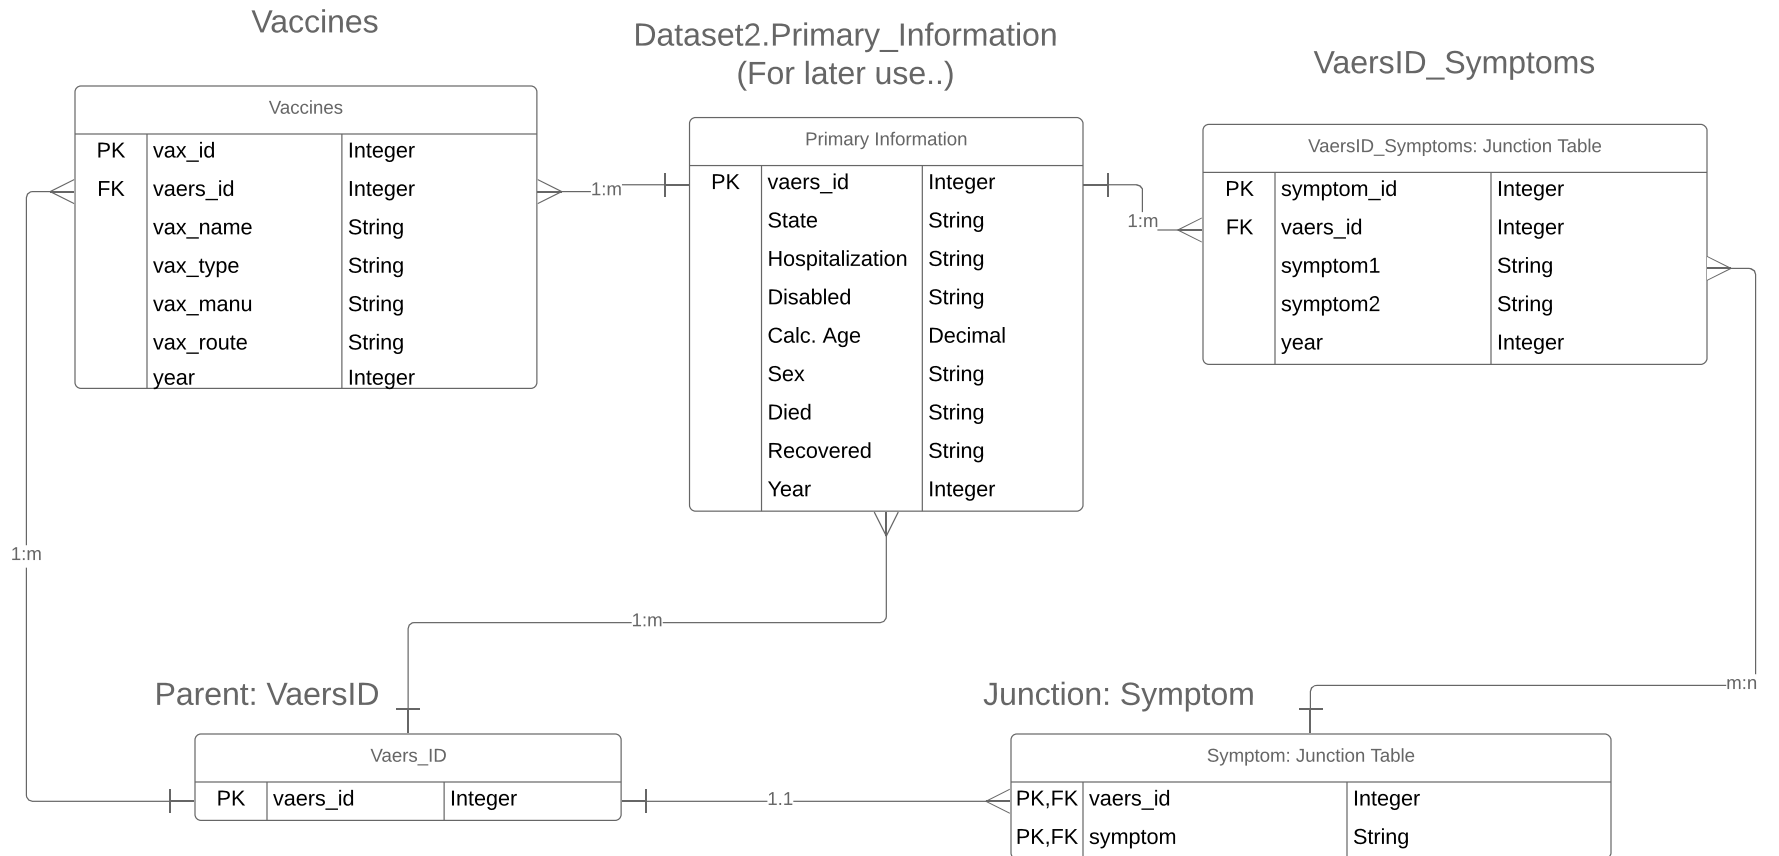 Vaccines
Dataset2.Primary_Information
(For later use..)
VaersID_Symptoms
Vaccines
PK vax_id Integer
FK vaers_id Integer
vax_name String
vax_type String
vax_manu String
vax_route String
year Integer
1:m
Primary Information
PK vaers_id Integer
State String
Hospitalization String
Disabled String
Calc. Age Decimal
Sex String
Died String
Recovered String
Year Integer
1:m
VaersID_Symptoms: Junction Table
PK symptom_id Integer
FK vaers_id Integer
symptom1 String
symptom2 String
year Integer
1:m
1:m
m:n
Parent: VaersID
Vaers_ID
PK vaers_id Integer
1.1
Junction: Symptom
Symptom: Junction Table
PK,FK vaers_id Integer
PK,FK symptom String